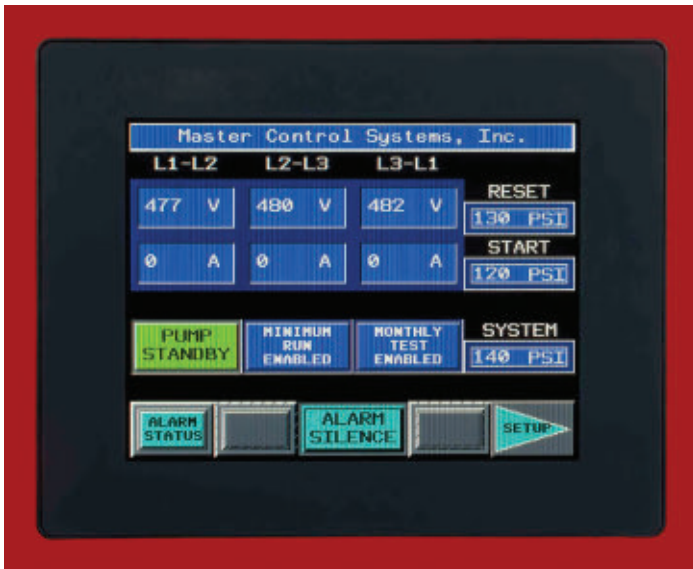 Master Control Systems, Inc.
L1-L2 L2-L3 L3-L1
RESET
477 V 480 V 482 V
130 PSI
START
0 A 0 A 0 A
120 PSI
PUMP
STANDBY
MINIMUM
RUN
ENABLED
MONTHLY
TEST
ENABLED
SYSTEM
140 PSI
ALARM
STATUS
ALARM
SILENCE
SETUP